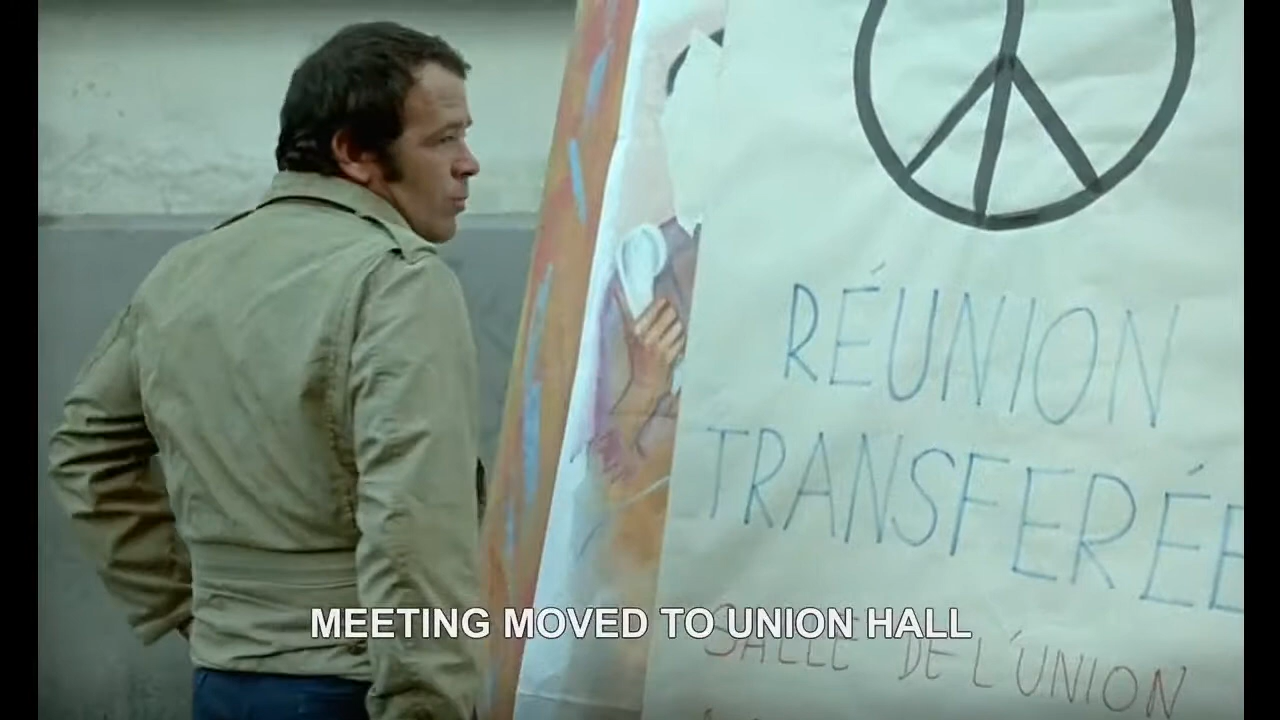 RÉUNION
TRANSFERÉE
SALLE DE L'UNION
MEETING MOVED TO UNION HALL